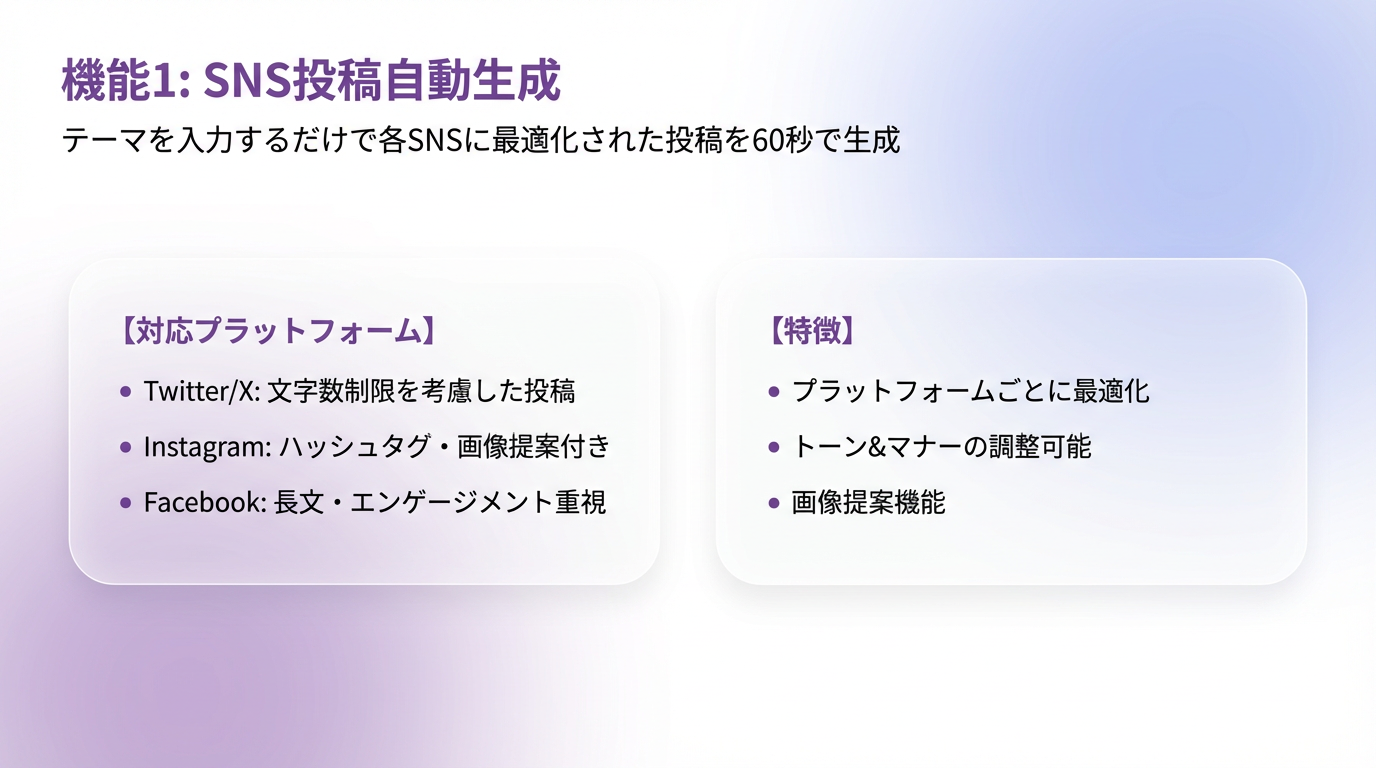 機能1: SNS投稿自動生成
テーマを入力するだけで各SNSに最適化された投稿を60秒で生成
【対応プラットフォーム】
• Twitter/X: 文字数制限を考慮した投稿
• Instagram: ハッシュタグ・画像提案付き
• Facebook: 長文・エンゲージメント重視
【特徴】
• プラットフォームごとに最適化
• トーン&マナーの調整可能
• 画像提案機能